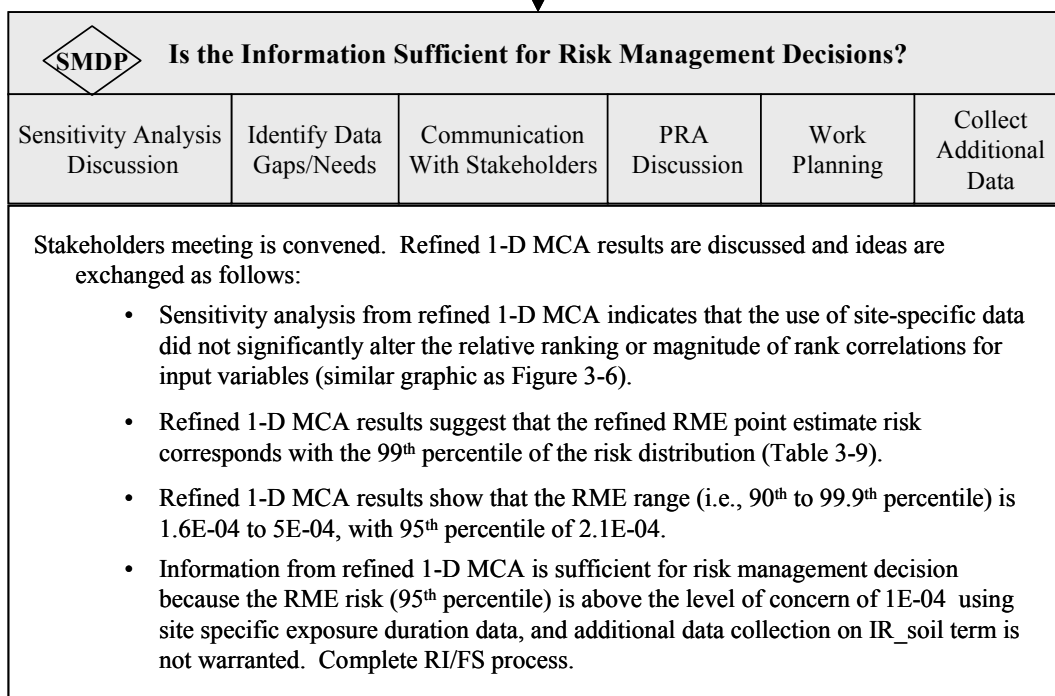 SMDP Is the Information Sufficient for Risk Management Decisions?
Sensitivity Analysis Discussion
Identify Data Gaps/Needs
Communication With Stakeholders
PRA Discussion
Work Planning
Collect Additional Data
Stakeholders meeting is convened. Refined 1-D MCA results are discussed and ideas are
exchanged as follows:
• Sensitivity analysis from refined 1-D MCA indicates that the use of site-specific data
did not significantly alter the relative ranking or magnitude of rank correlations for
input variables (similar graphic as Figure 3-6).
• Refined 1-D MCA results suggest that the refined RME point estimate risk
corresponds with the 99th percentile of the risk distribution (Table 3-9).
• Refined 1-D MCA results show that the RME range (i.e., 90th to 99.9th percentile) is
1.6E-04 to 5E-04, with 95th percentile of 2.1E-04.
• Information from refined 1-D MCA is sufficient for risk management decision
because the RME risk (95th percentile) is above the level of concern of 1E-04 using
site specific exposure duration data, and additional data collection on IR_soil term is
not warranted. Complete RI/FS process.